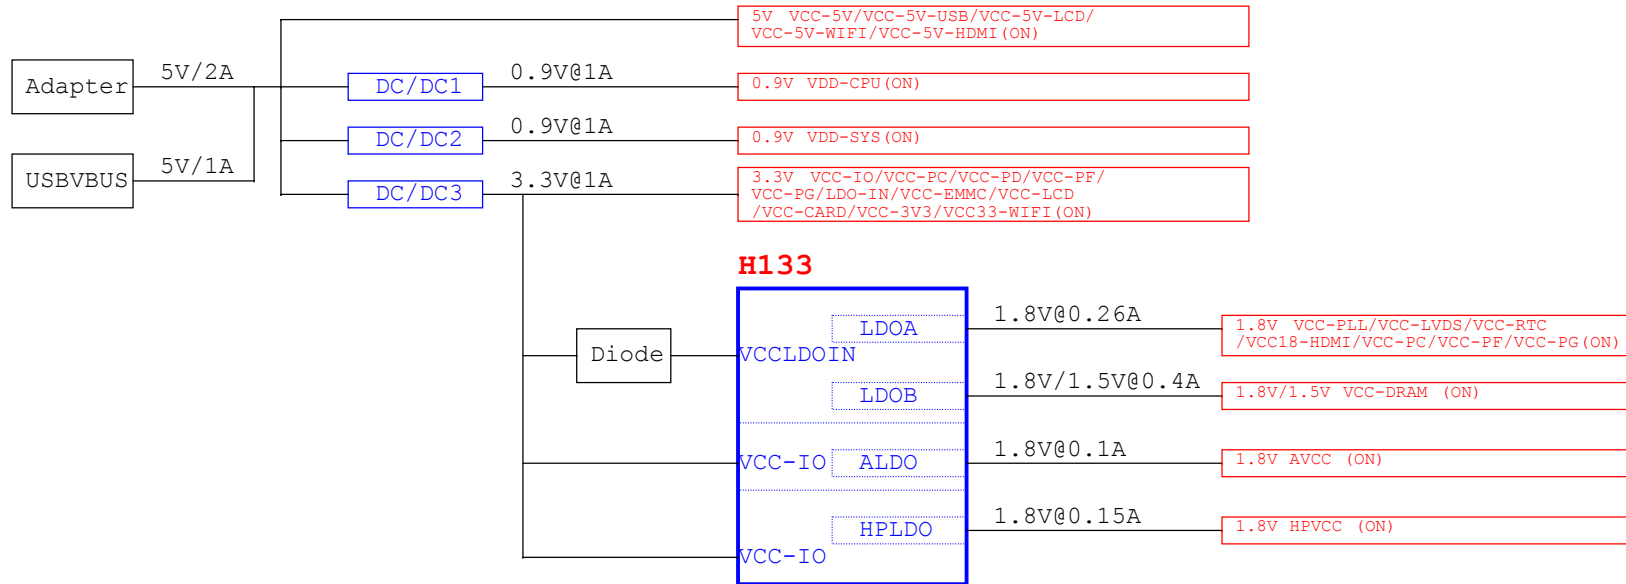 5V VCC-5V/VCC-5V-USB/VCC-5V-LCD/
VCC-5V-WIFI/VCC-5V-HDMI(ON)
Adapter
5V/2A
DC/DC1
0.9V@1A
0.9V VDD-CPU(ON)
DC/DC2
0.9V@1A
0.9V VDD-SYS(ON)
USBVBUS
5V/1A
DC/DC3
3.3V@1A
3.3V VCC-IO/VCC-PC/VCC-PD/VCC-PF/
VCC-PG/LDO-IN/VCC-EMMC/VCC-LCD
/VCC-CARD/VCC-3V3/VCC33-WIFI(ON)
H133
LDOA
1.8V@0.26A
1.8V VCC-PLL/VCC-LVDS/VCC-RTC
/VCC18-HDMI/VCC-PC/VCC-PF/VCC-PG(ON)
Diode
VCCLDOIN
LDOB
1.8V/1.5V@0.4A
1.8V/1.5V VCC-DRAM (ON)
VCC-IO
ALDO
1.8V@0.1A
1.8V AVCC (ON)
HPLDO
1.8V@0.15A
1.8V HPVCC (ON)
VCC-IO